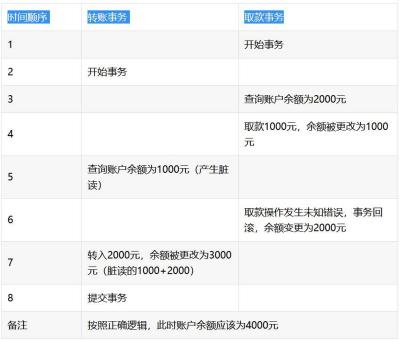 时间顺序 转账事务 取款事务
1 开始事务
2 开始事务
3 查询账户余额为2000元
4 取款1000元，余额被更改为1000
元
5 查询账户余额为1000元（产生脏
读）
6 取款操作发生未知错误，事务回
滚，余额变更为2000元
7 转入2000元，余额被更改为3000
元（脏读的1000+2000）
8 提交事务
备注 按照正确逻辑，此时账户余额应该为4000元